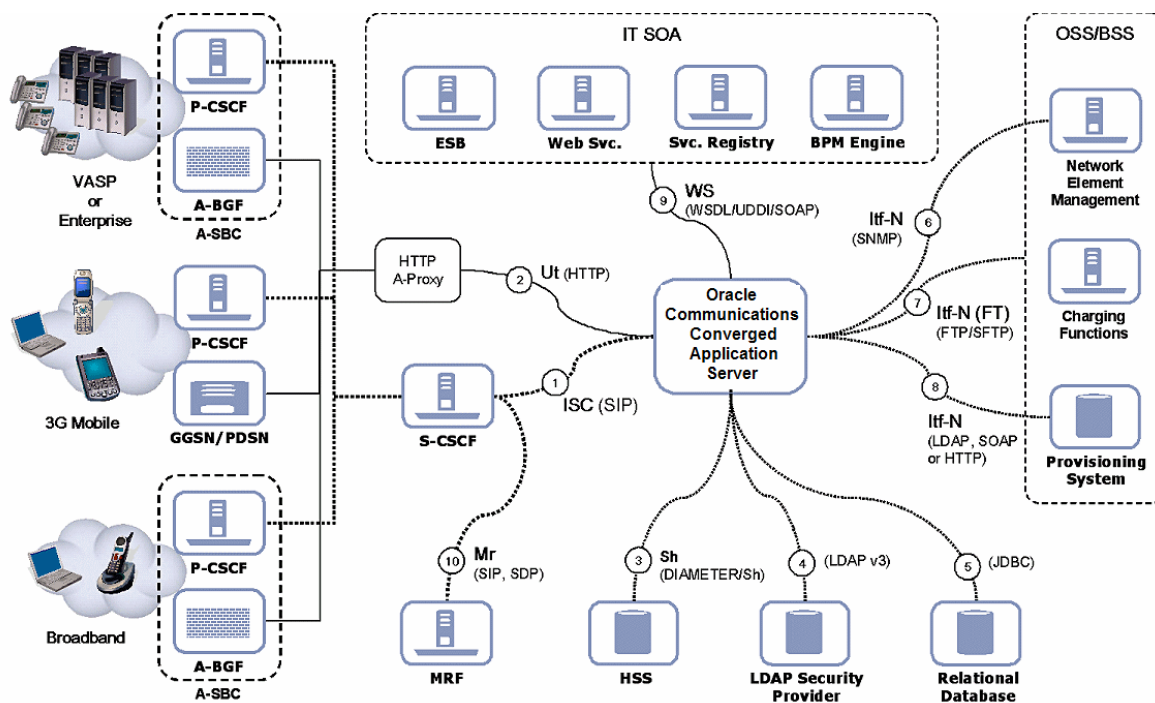 IT SOA
OSS/BSS
P-CSCF
ESB
Web Svc.
Svc. Registry
BPM Engine
VASP
or
Enterprise
A-BGF
A-SBC
Network
Element
Management
9
WS
(WSDL/UDDI/SOAP)
Itf-N
(SNMP)
6
HTTP
A-Proxy
2
Ut (HTTP)
Oracle
Communications
Converged
Application
Server
7
Itf-N (FT)
(FTP/SFTP)
Charging
Functions
P-CSCF
3G Mobile
GGSN/PDSN
S-CSCF
1
ISC (SIP)
8
Itf-N
(LDAP, SOAP
or HTTP)
Provisioning
System
P-CSCF
Broadband
A-BGF
A-SBC
10
Mr
(SIP, SDP)
3
Sh
(DIAMETER/Sh)
4
(LDAP v3)
5
(JDBC)
MRF
HSS
LDAP Security
Provider
Relational
Database